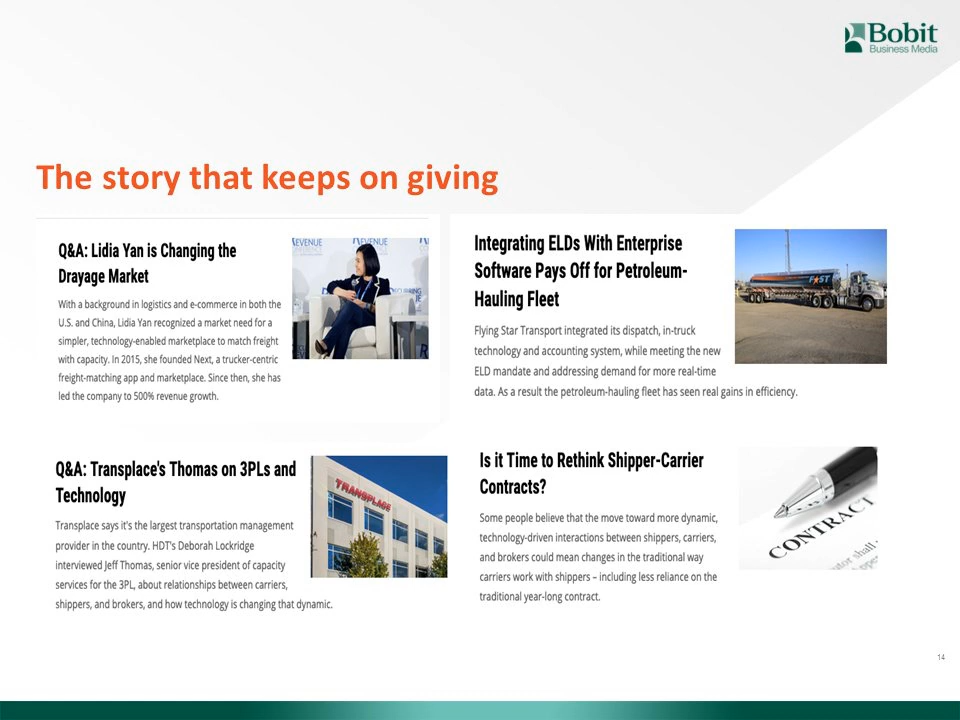 Bobit
Business Media
The story that keeps on giving
Q&A: Lidia Yan is Changing the
Drayage Market
With a background in logistics and e-commerce in both the
U.S. and China, Lidia Yan recognized a market need for a
simpler, technology-enabled marketplace to match freight
with capacity. In 2015, she founded Next, a trucker-centric
freight-matching app and marketplace. Since then, she has
led the company to 500% revenue growth.
REVENUE
REVENUE
Integrating ELDs With Enterprise
Software Pays Off for Petroleum-
Hauling Fleet
Flying Star Transport integrated its dispatch, in-truck
technology and accounting system, while meeting the new
ELD mandate and addressing demand for more real-time
data. As a result the petroleum-hauling fleet has seen real gains in efficiency.
FAST
Q&A: Transplace's Thomas on 3PLs and
Technology
Transplace says it's the largest transportation management
provider in the country. HDT's Deborah Lockridge
interviewed Jeff Thomas, senior vice president of capacity
services for the 3PL, about relationships between carriers,
shippers, and brokers, and how technology is changing that dynamic.
TRANSPLACE
Is it Time to Rethink Shipper-Carrier
Contracts?
Some people believe that the move toward more dynamic,
technology-driven interactions between shippers, carriers,
and brokers could mean changes in the traditional way
carriers work with shippers – including less reliance on the
traditional year-long contract.
CONTRACT
shall
14